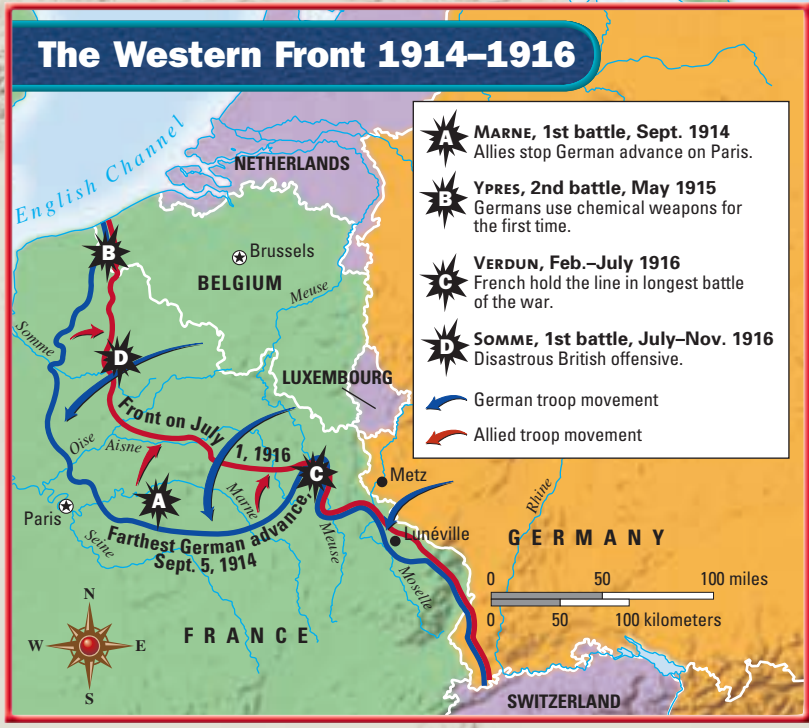 The Western Front 1914–1916
A
MARNE, 1st battle, Sept. 1914
Allies stop German advance on Paris.
B
YPRES, 2nd battle, May 1915
Germans use chemical weapons for
the first time.
C
VERDUN, Feb.–July 1916
French hold the line in longest battle
of the war.
D
SOMME, 1st battle, July–Nov. 1916
Disastrous British offensive.
German troop movement
Allied troop movement
English Channel
NETHERLANDS
B
Brussels
BELGIUM
Meuse
Somme
D
LUXEMBOURG
Front on July
1, 1916
Oise
Aisne
C
Metz
A
Marne
Paris
Rhine
Farthest German advance,
Sept. 5, 1914
Seine
Meuse
Lunéville
GERMANY
Moselle
0 50 100 miles
0 50 100 kilometers
N
W
E
S
FRANCE
SWITZERLAND